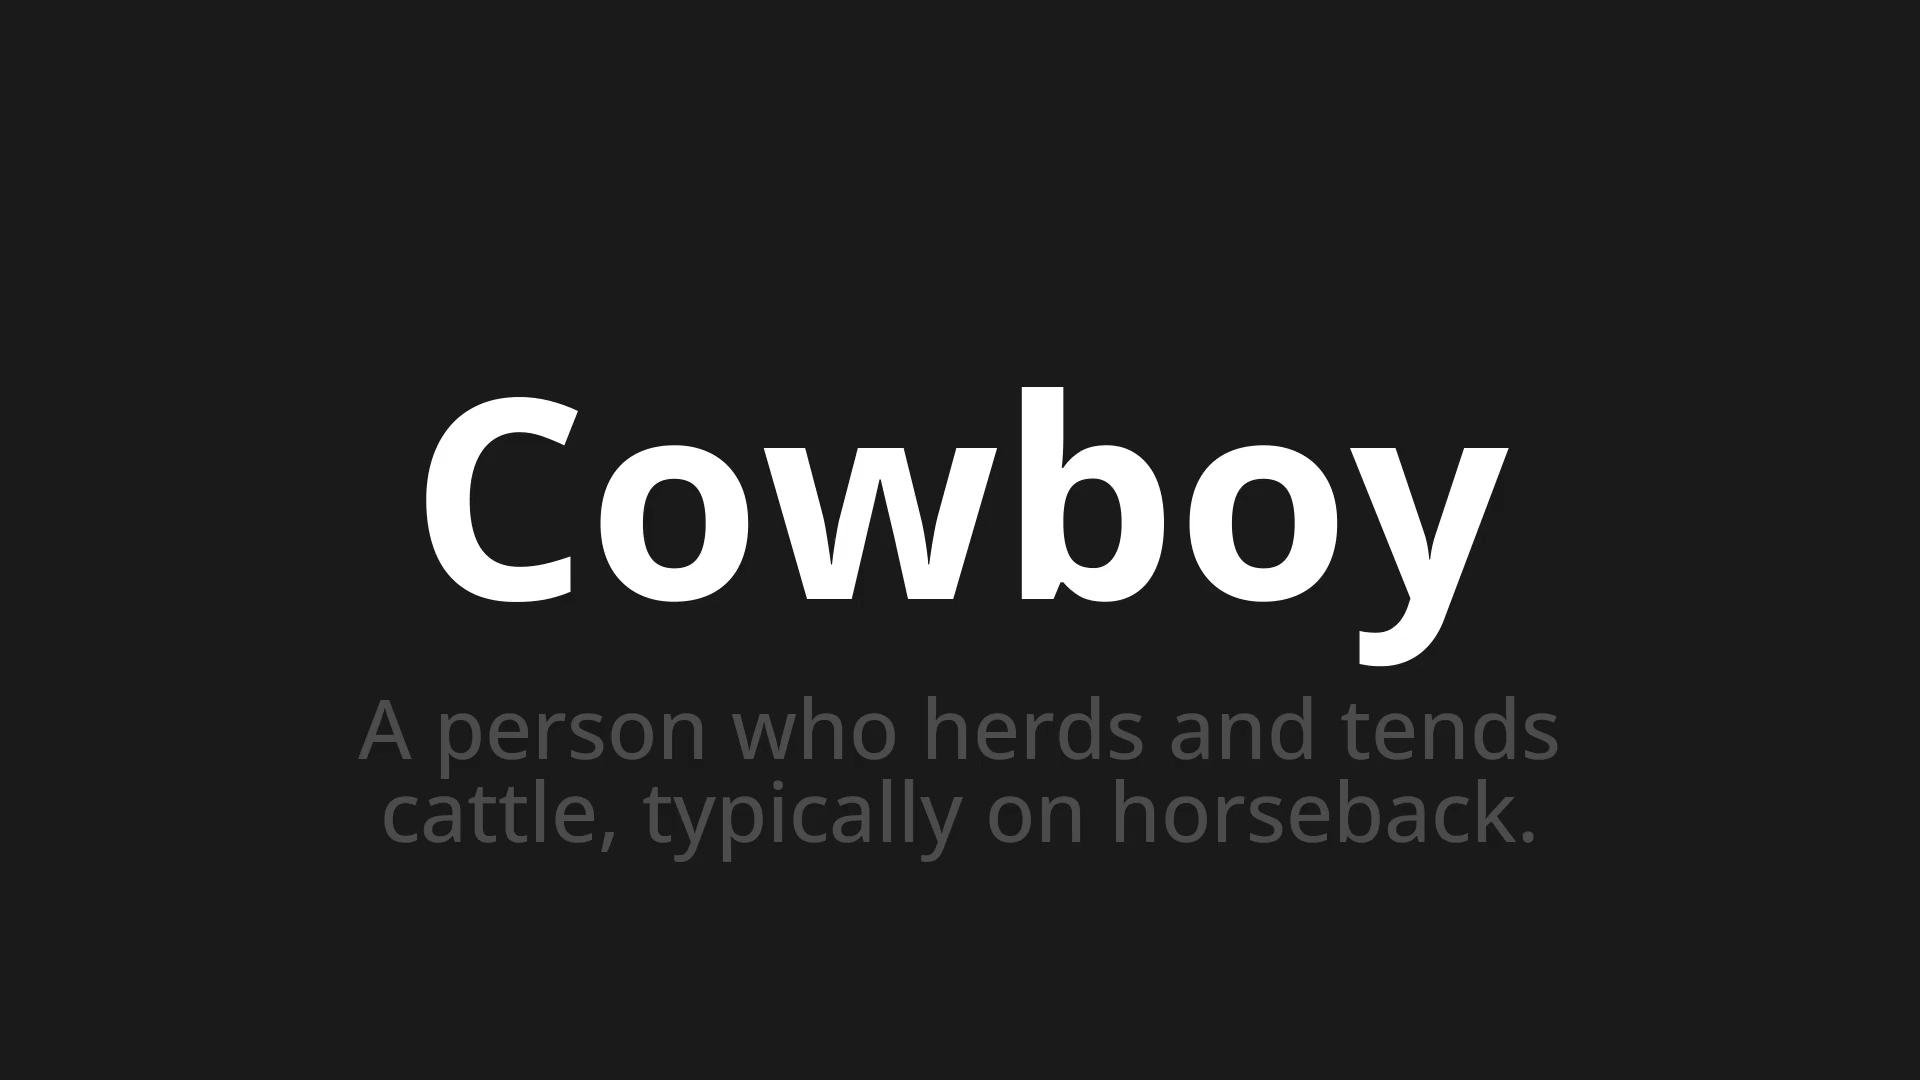 Cowboy
A person who herds and tends
cattle, typically on horseback.